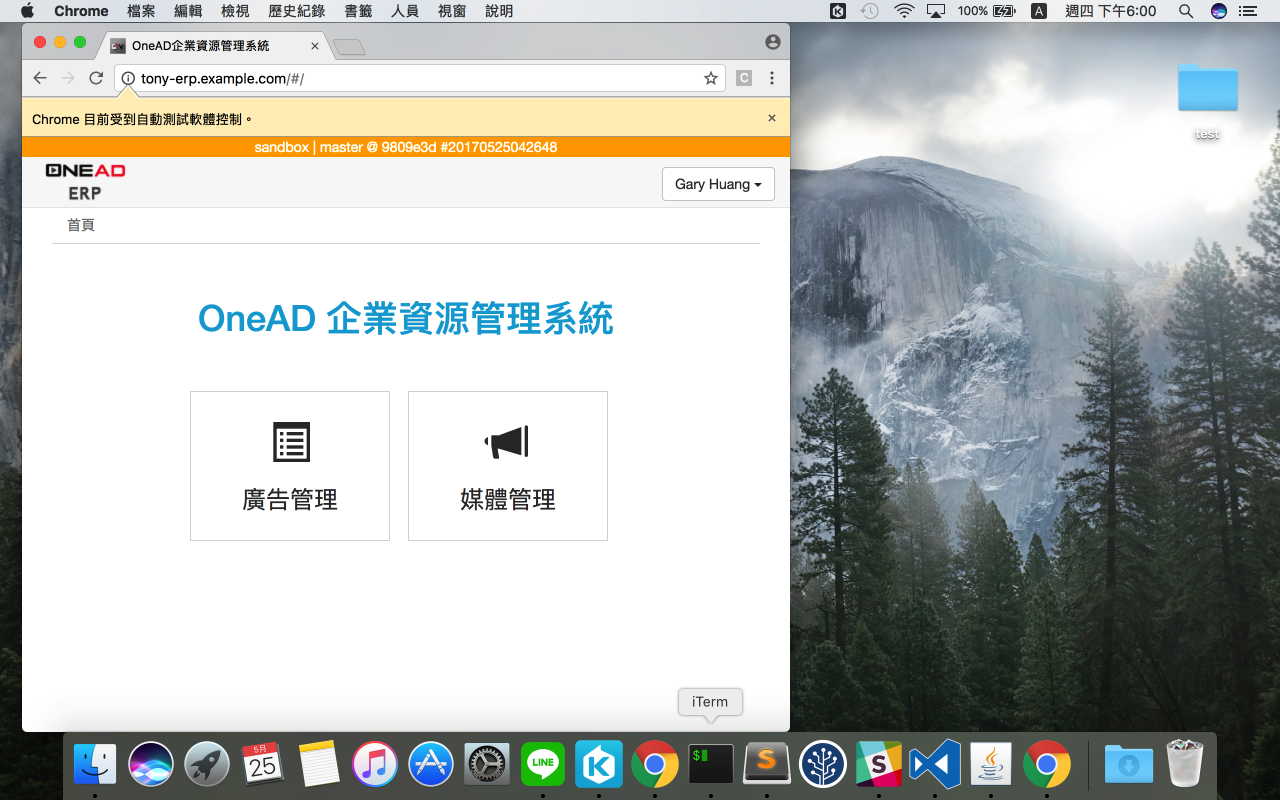 Chrome 檔案 編輯 檢視 歷史紀錄 書籤 人員 視窗 說明 100% A 週四 下午6:00
OneAD企業資源管理系統
tony-erp.example.com/#/
C
Chrome 目前受到自動測試軟體控制。
sandbox | master @ 9809e3d #20170525042648
ONEAD
ERP
Gary Huang
首頁
OneAD 企業資源管理系統
廣告管理
媒體管理
test
iTerm
5月
25
LINE
K
$
S
S